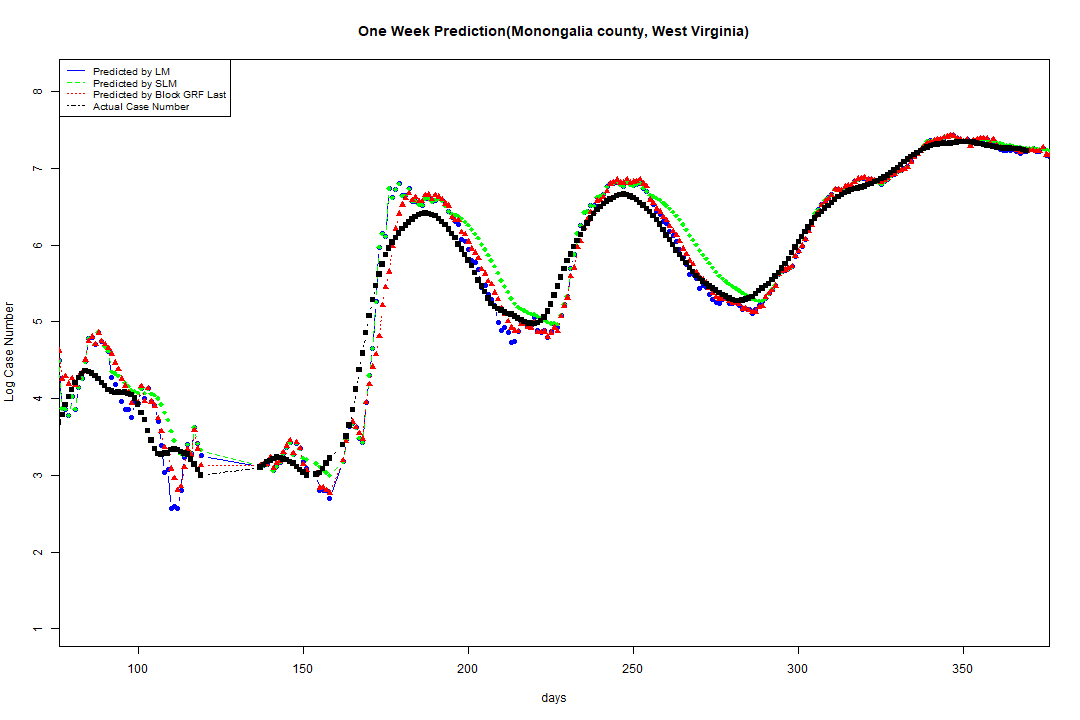 One Week Prediction(Monongalia county, West Virginia)
Predicted by LM
Predicted by SLM
Predicted by Block GRF Last
Actual Case Number
8
7
6
5
4
3
2
1
Log Case Number
100 150 200 250 300 350
days